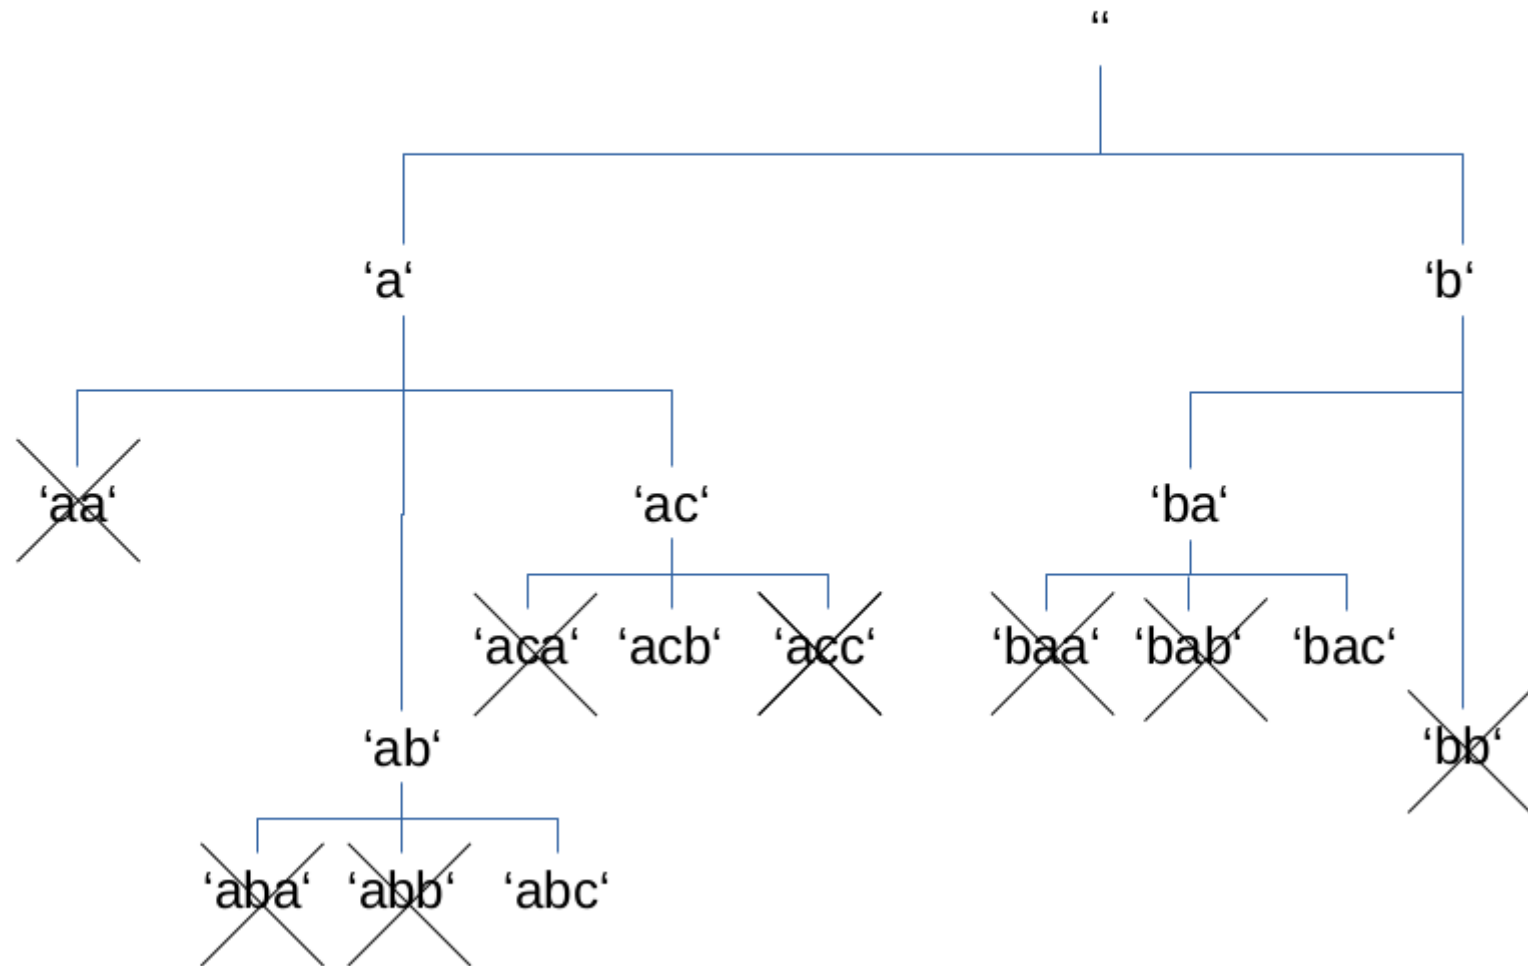 “
‘a‘ ‘b‘
‘aa‘ ‘ac‘ ‘ba‘
‘aca‘ ‘acb‘ ‘acc‘ ‘baa‘ ‘bab‘ ‘bac‘
‘ab‘ ‘bb‘
‘aba‘ ‘abb‘ ‘abc‘